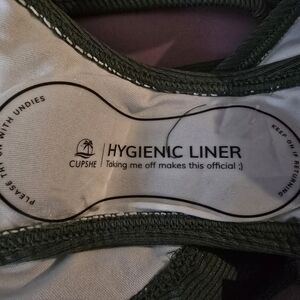 PLEASE TRY ON WITH UNDIES
CUPSHE
HYGIENIC LINER
Taking me off makes this official ;)
KEEP ON IF RETURNING